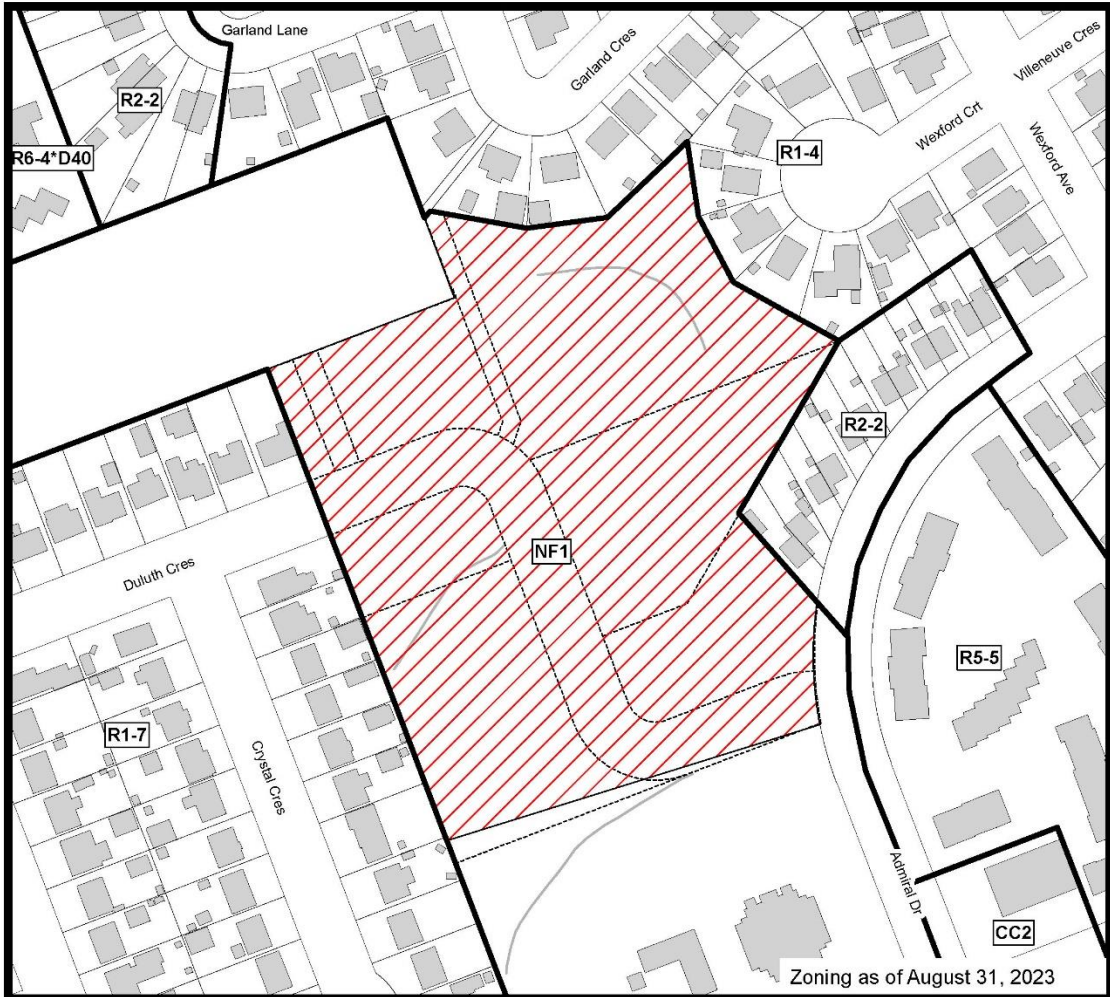 Garland Lane
Garland Cres
Villeneuve Cres
R2-2
Wexford Crt
Wexford Ave
R6-4*D40
R1-4
R2-2
NF1
Duluth Cres
R5-5
R1-7
Crystal Cres
Admiral Dr
CC2
Zoning as of August 31, 2023